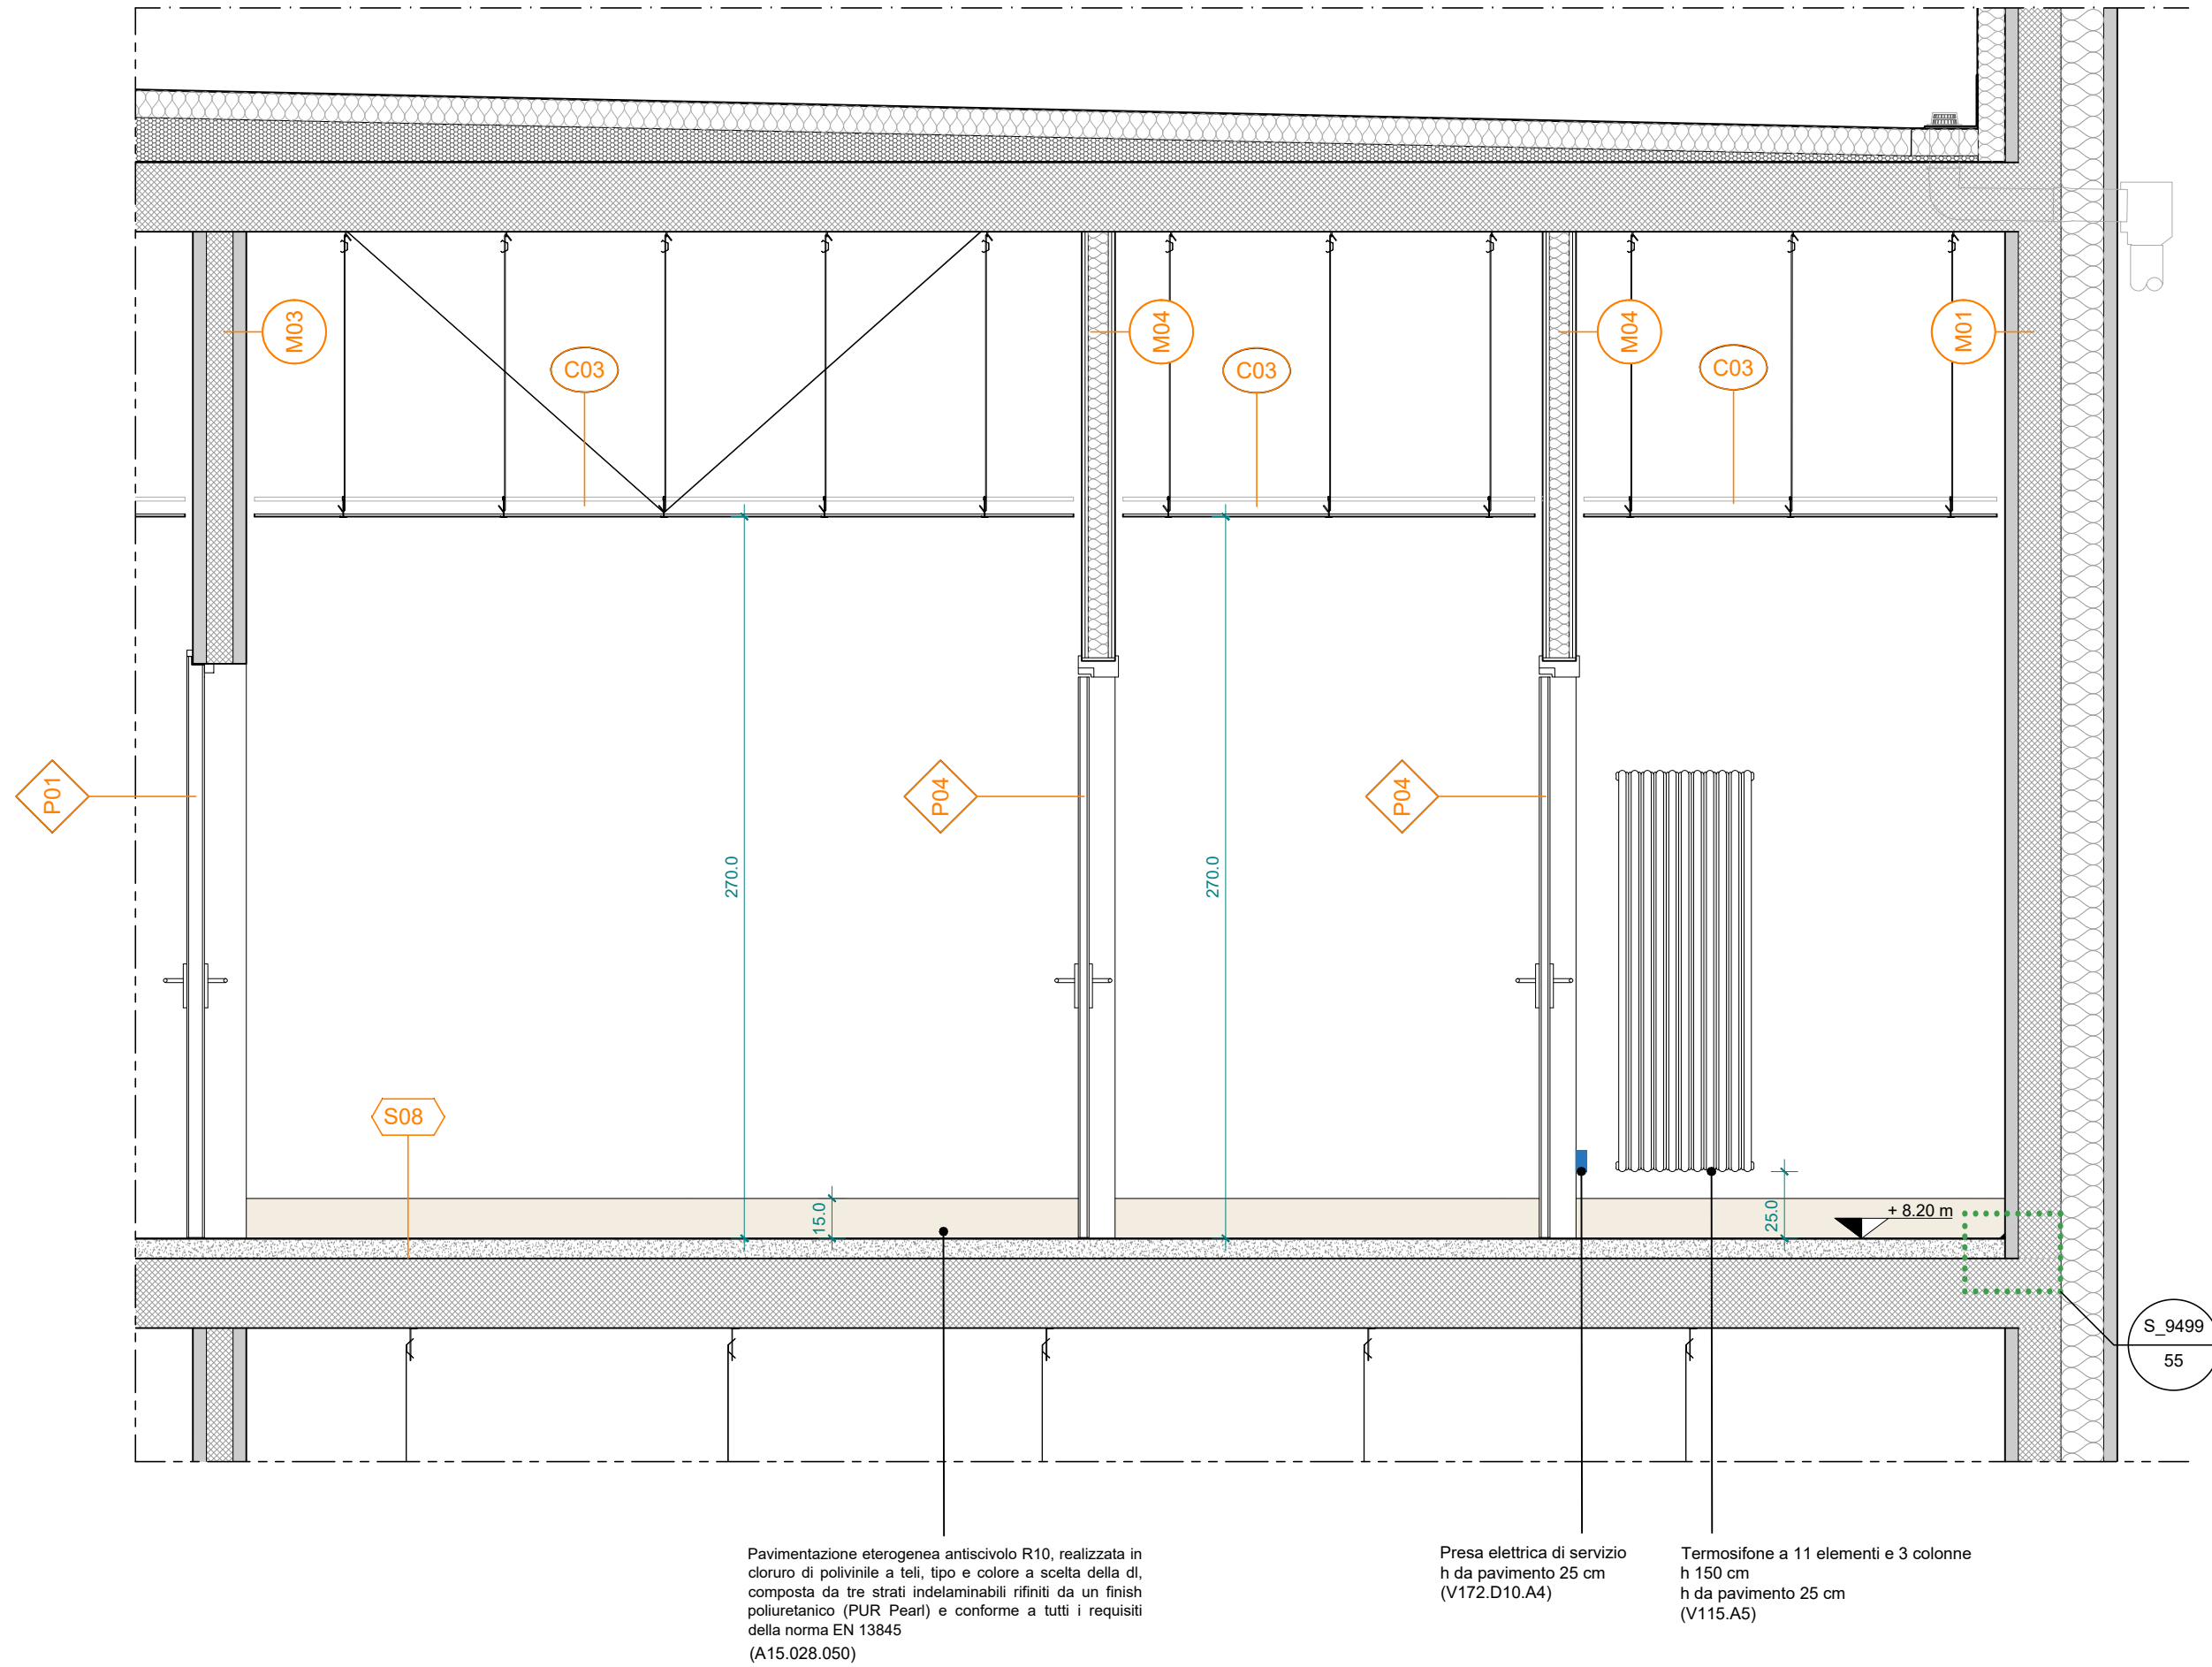 M03
M04
M04
M01
C03
C03
C03
P01
P04
P04
270.0
270.0
S08
15.0
25.0
+ 8.20 m
S_9499
55
Pavimentazione eterogenea antiscivolo R10, realizzata in
cloruro di polivinile a teli, tipo e colore a scelta della dl,
composta da tre strati indelaminabili rifiniti da un finish
poliuretanico (PUR Pearl) e conforme a tutti i requisiti
della norma EN 13845
(A15.028.050)
Presa elettrica di servizio
h da pavimento 25 cm
(V172.D10.A4)
Termosifone a 11 elementi e 3 colonne
h 150 cm
h da pavimento 25 cm
(V115.A5)